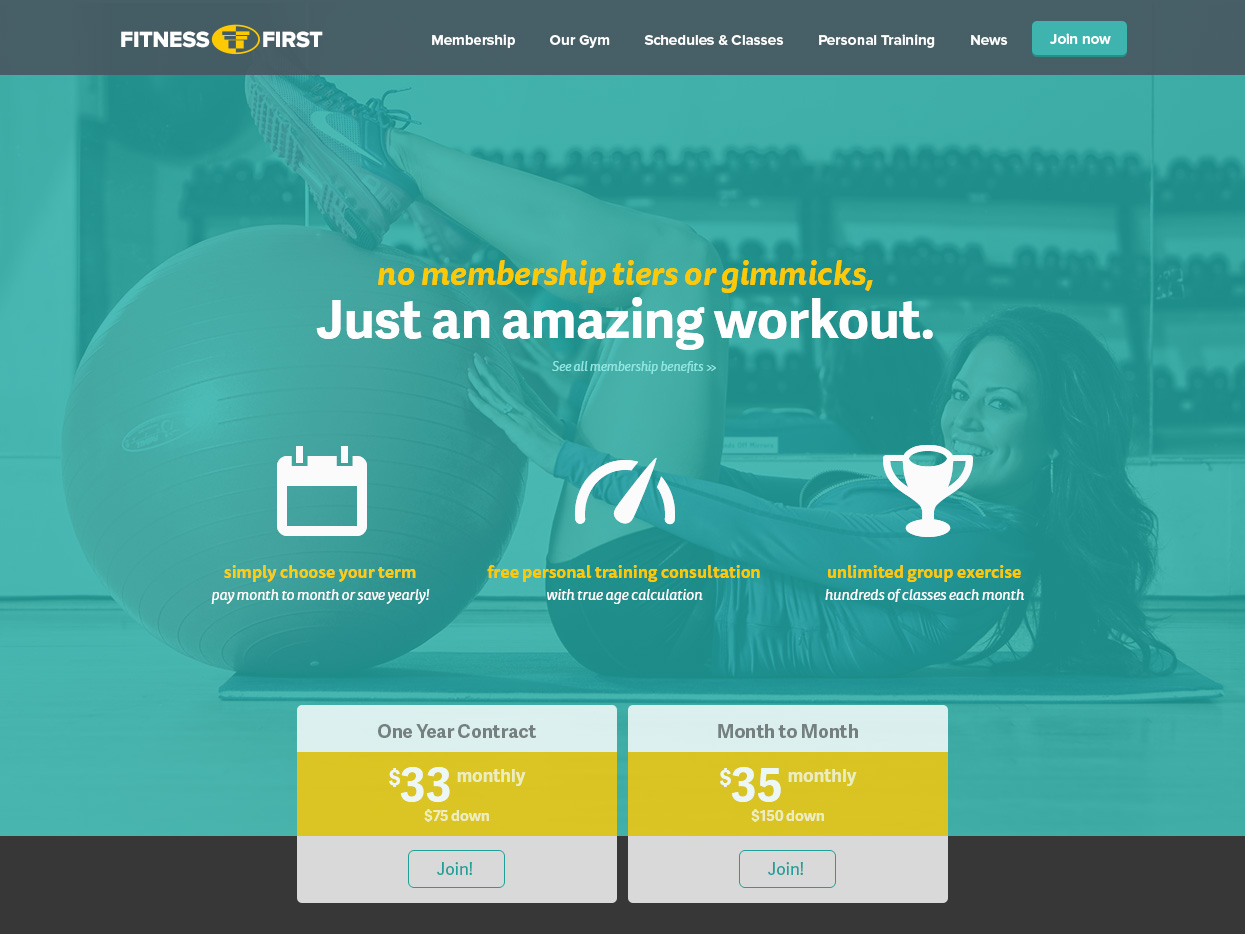 FITNESS FIRST
Membership
Our Gym
Schedules & Classes
Personal Training
News
Join now
no membership tiers or gimmicks,
Just an amazing workout.
See all membership benefits »
simply choose your term
pay month to month or save yearly!
free personal training consultation
with true age calculation
unlimited group exercise
hundreds of classes each month
One Year Contract
$33 monthly
$75 down
Join!
Month to Month
$35 monthly
$150 down
Join!